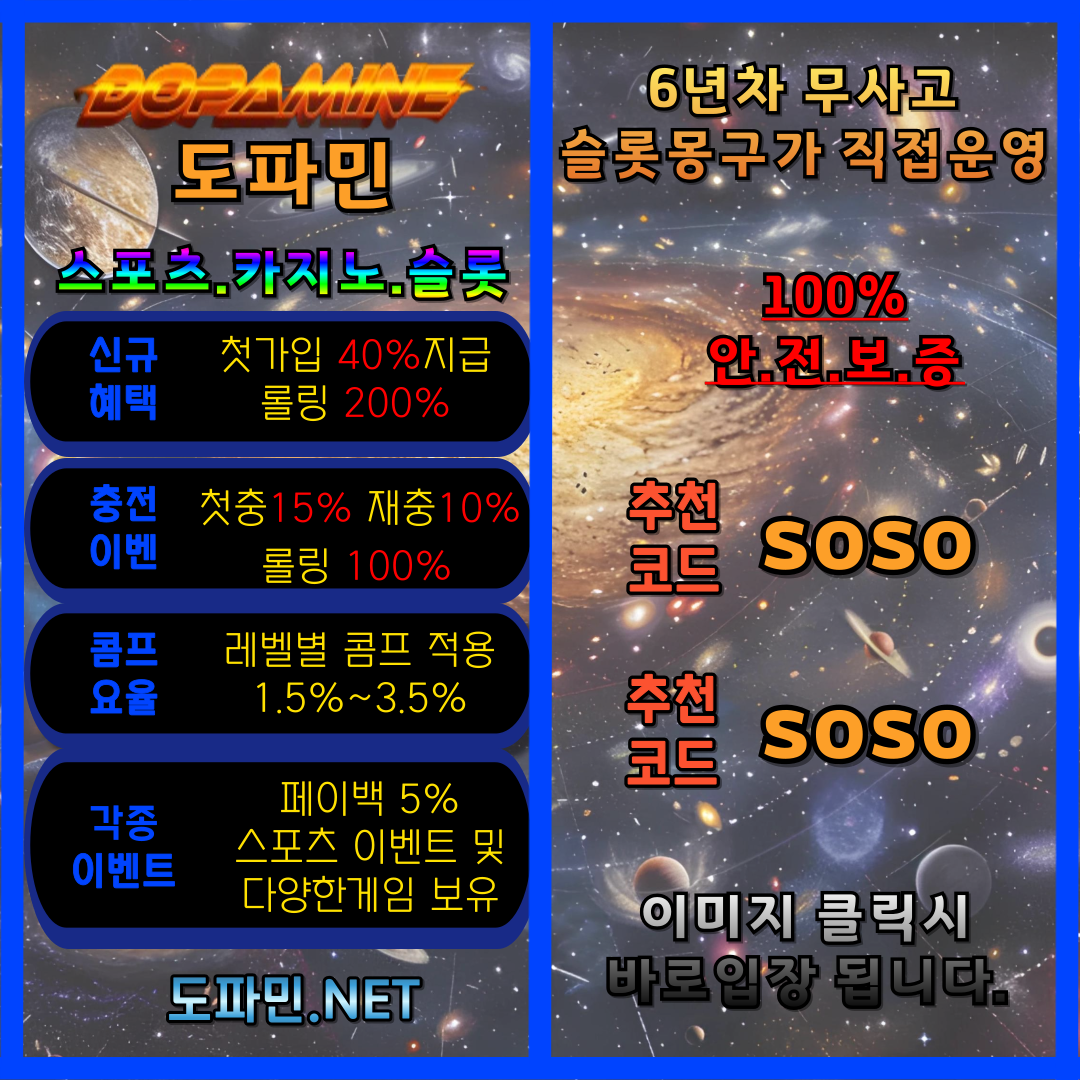 DOPAMINE
도파민
스포츠.카지노.슬롯
신규
혜택
첫가입 40%지급
롤링 200%
충전
이벤
첫충15% 재충10%
롤링 100%
콤프
요율
레벨별 콤프 적용
1.5%~3.5%
각종
이벤트
페이백 5%
스포츠 이벤트 및
다양한게임 보유
도파민.NET
6년차 무사고
슬롯몽구가 직접운영
100%
안.전.보.증
추천
코드
SOSO
추천
코드
SOSO
이미지 클릭시
바로입장 됩니다.